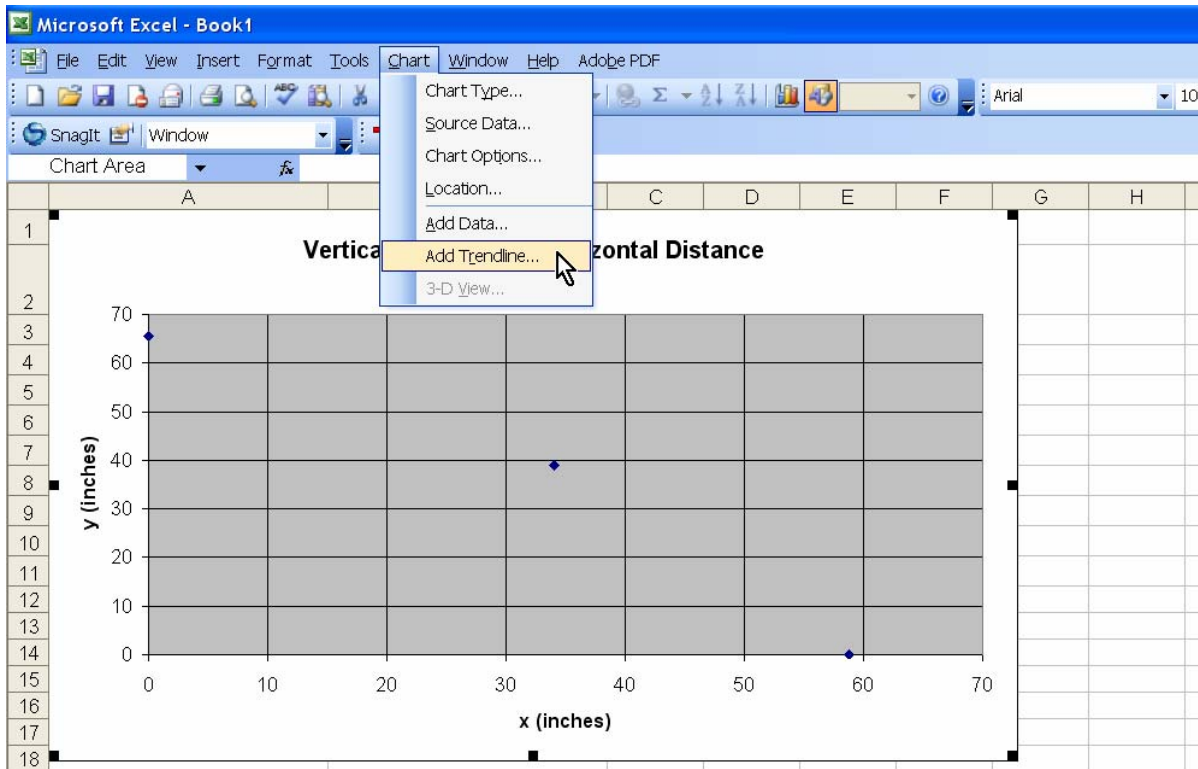 Microsoft Excel - Book1
File Edit View Insert Format Tools Chart Window Help Adobe PDF
Arial 10
SnagIt Window
Chart Area fx
Chart Type...
Source Data...
Chart Options...
Location...
Add Data...
Add Trendline...
3-D View...
A C D E F G H
1
2
3
4
5
6
7
8
9
10
11
12
13
14
15
16
17
18
Vertica zontal Distance
y (inches)
70
60
50
40
30
20
10
0
0 10 20 30 40 50 60 70
x (inches)